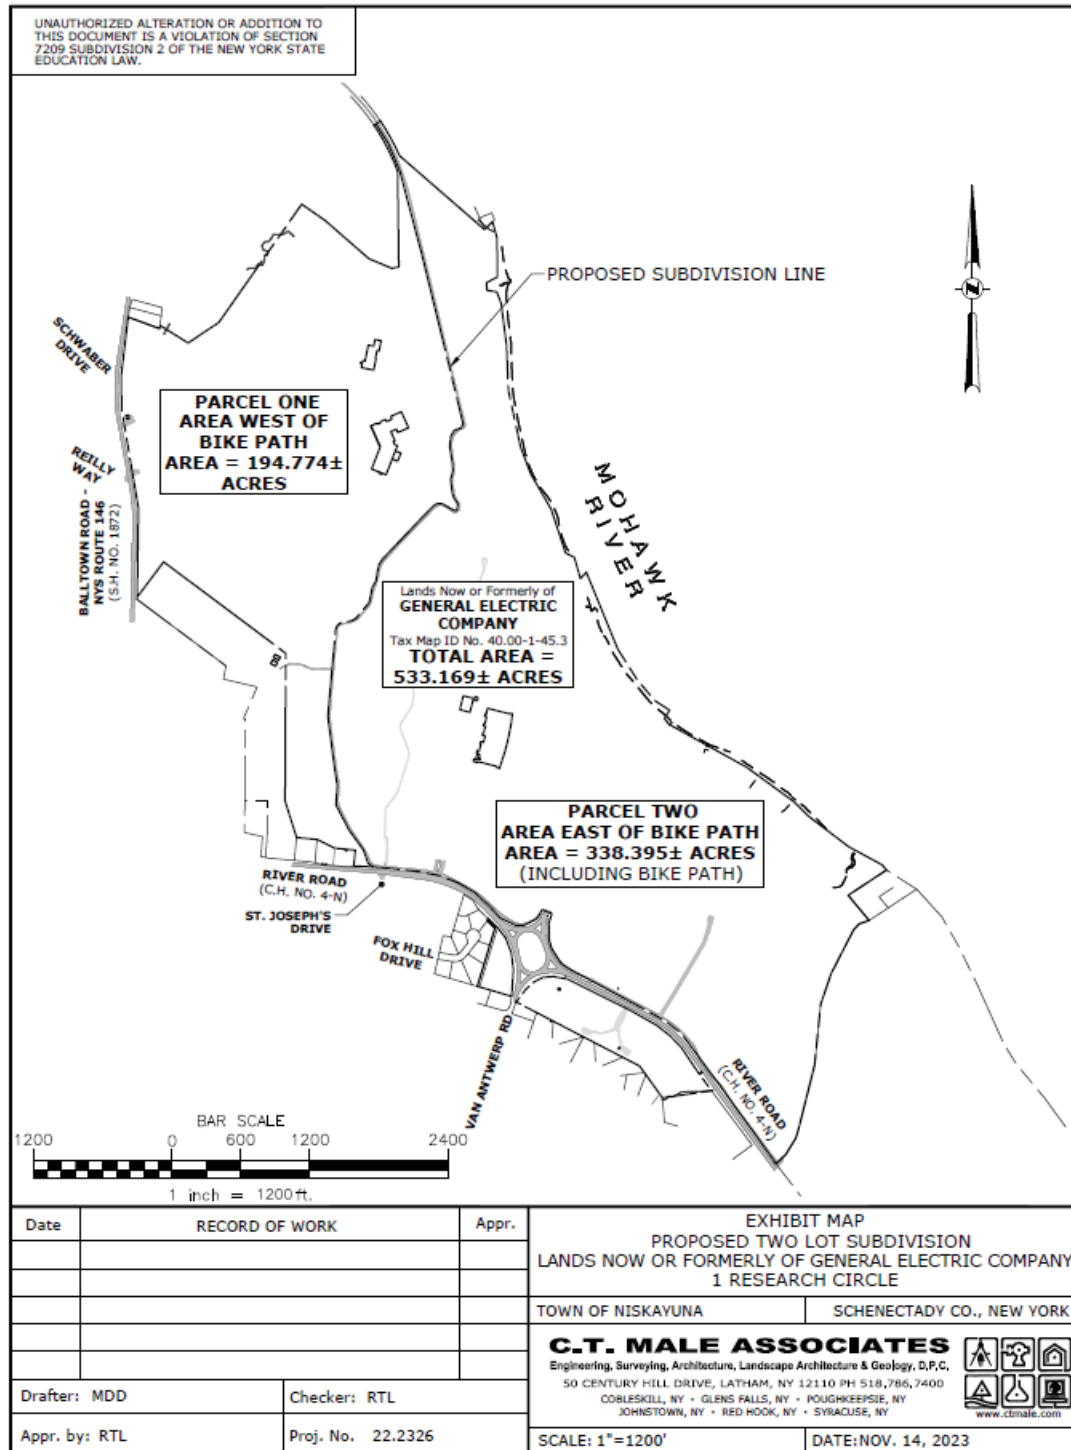 UNAUTHORIZED ALTERATION OR ADDITION TO
THIS DOCUMENT IS A VIOLATION OF SECTION
7209 SUBDIVISION 2 OF THE NEW YORK STATE
EDUCATION LAW.
PROPOSED SUBDIVISION LINE
SCHWABER
DRIVE
PARCEL ONE
AREA WEST OF
BIKE PATH
AREA = 194.774±
ACRES
REILLY
WAY
BALLTOWN ROAD -
NYS ROUTE 146
(S.H. NO. 1872)
MOHAWK
RIVER
Lands Now or Formerly of
GENERAL ELECTRIC
COMPANY
Tax Map ID No. 40.00-1-45.3
TOTAL AREA =
533.169± ACRES
PARCEL TWO
AREA EAST OF BIKE PATH
AREA = 338.395± ACRES
(INCLUDING BIKE PATH)
RIVER ROAD
(C.H. NO. 4-N)
ST. JOSEPH'S
DRIVE
FOX HILL
DRIVE
VAN ANTWERP RD
RIVER ROAD
(C.H. NO. 4-N)
N
BAR SCALE
1200 0 600 1200 2400
1 inch = 1200 ft.
Date RECORD OF WORK Appr.
Drafter: MDD Checker: RTL
Appr. by: RTL Proj. No. 22.2326
EXHIBIT MAP
PROPOSED TWO LOT SUBDIVISION
LANDS NOW OR FORMERLY OF GENERAL ELECTRIC COMPANY
1 RESEARCH CIRCLE
TOWN OF NISKAYUNA SCHENECTADY CO., NEW YORK
C.T. MALE ASSOCIATES
Engineering, Surveying, Architecture, Landscape Architecture & Geology, D.P.C.
50 CENTURY HILL DRIVE, LATHAM, NY 12110 PH 518.786.7400
COBLESKILL, NY • GLENS FALLS, NY • POUGHKEEPSIE, NY
JOHNSTOWN, NY • RED HOOK, NY • SYRACUSE, NY
www.ctmale.com
SCALE: 1"=1200' DATE: NOV. 14, 2023